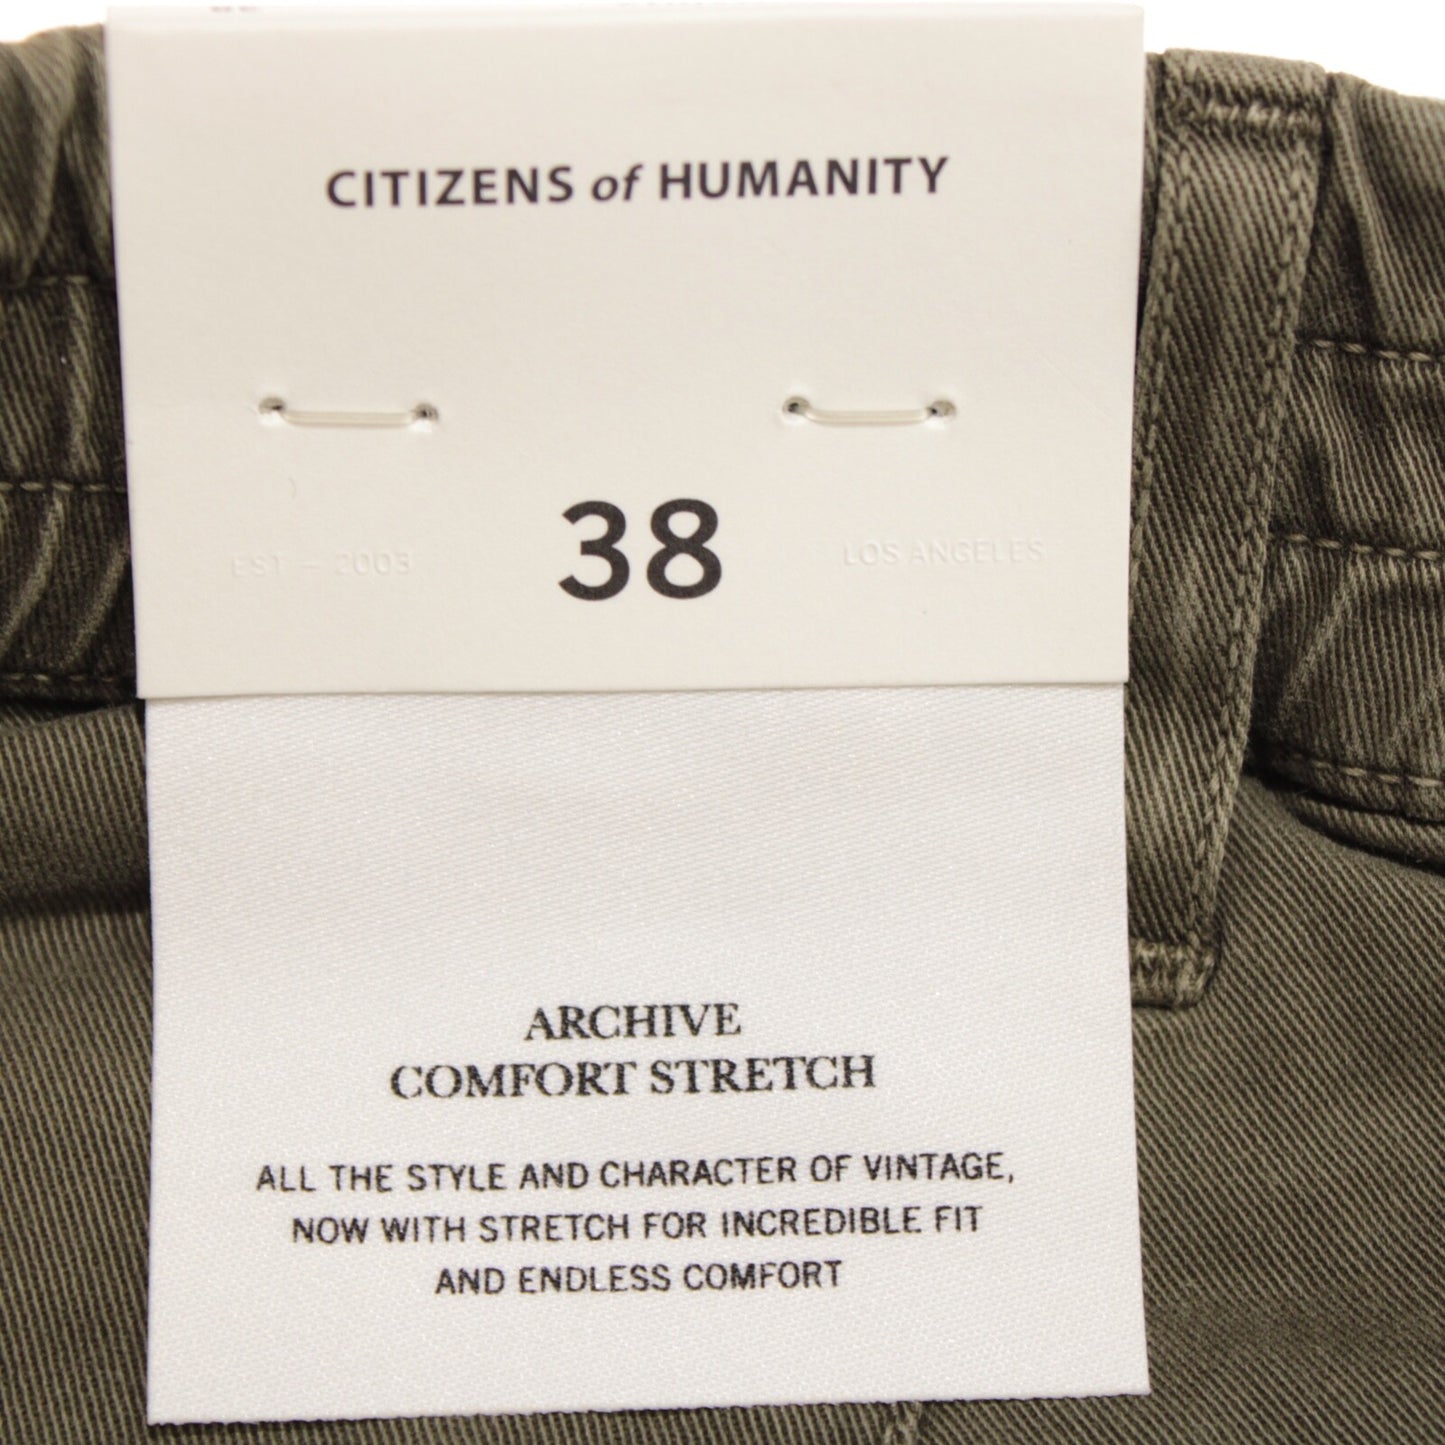 CITIZENS of HUMANITY
38
EST – 2003
LOS ANGELES
ARCHIVE
COMFORT STRETCH
ALL THE STYLE AND CHARACTER OF VINTAGE,
NOW WITH STRETCH FOR INCREDIBLE FIT
AND ENDLESS COMFORT